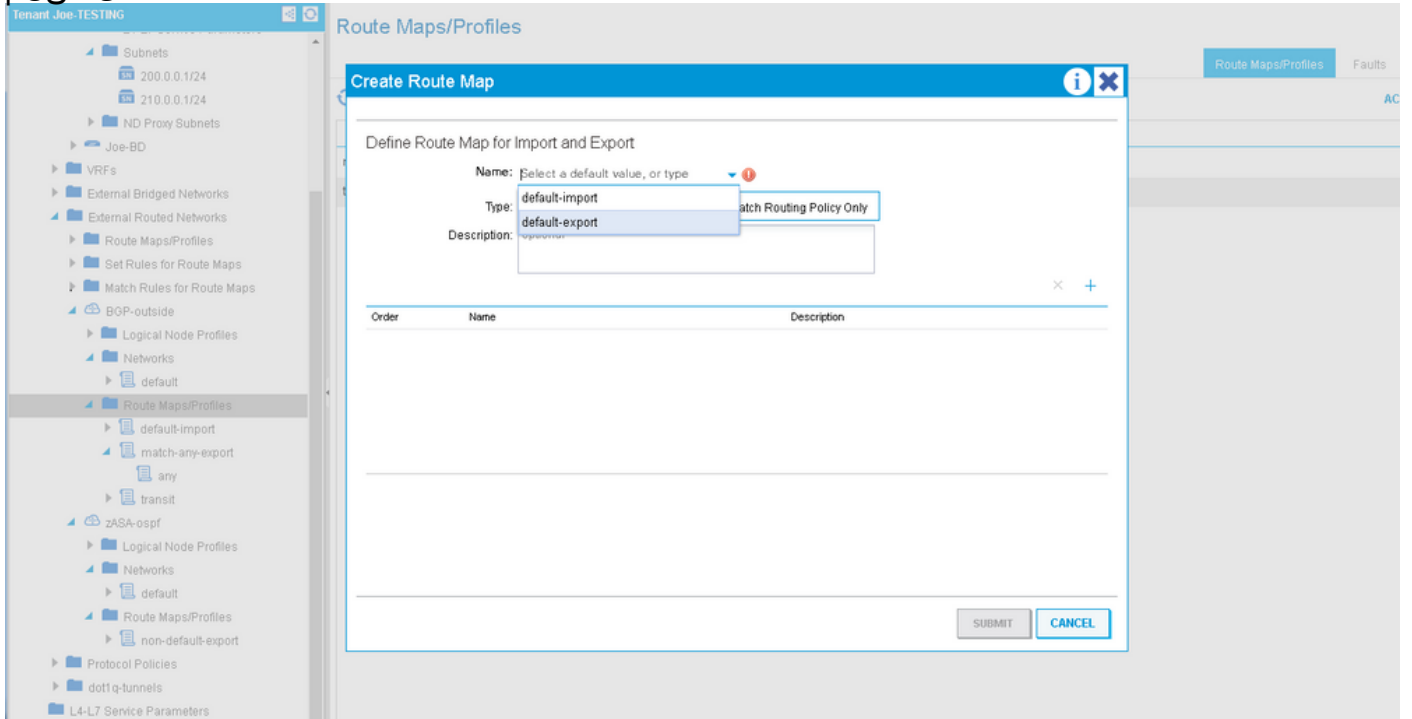 Tenant Joe-TESTING
Subnets
200.0.0.1/24
210.0.0.1/24
ND Proxy Subnets
Joe-BD
VRFs
External Bridged Networks
External Routed Networks
Route Maps/Profiles
Set Rules for Route Maps
Match Rules for Route Maps
BGP-outside
Logical Node Profiles
Networks
default
Route Maps/Profiles
default-import
match-any-export
any
transit
zASA-ospf
Logical Node Profiles
Networks
default
Route Maps/Profiles
non-default-export
Protocol Policies
dot1q-tunnels
L4-L7 Service Parameters
Route Maps/Profiles
Route Maps/Profiles Faults
AC
Create Route Map
Define Route Map for Import and Export
Name: Select a default value, or type
default-import
Type: atch Routing Policy Only
default-export
Description:
Order Name Description
SUBMIT CANCEL